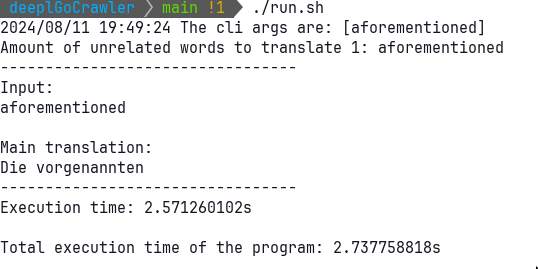 deeplGoCrawler main !1 ./run.sh
2024/08/11 19:49:24 The cli args are: [aforementioned]
Amount of unrelated words to translate 1: aforementioned
---------------------------------
Input:
aforementioned
Main translation:
Die vorgenannten
---------------------------------
Execution time: 2.571260102s
Total execution time of the program: 2.737758818s